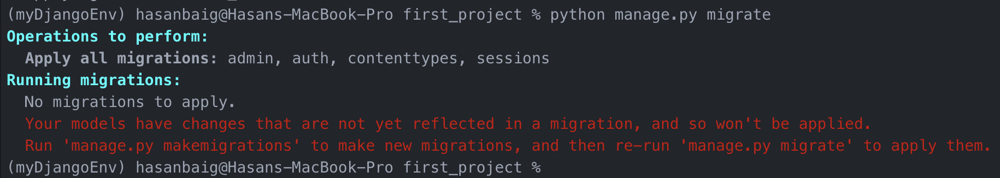 (myDjangoEnv) hasanbaig@Hasans-MacBook-Pro first_project % python manage.py migrate
Operations to perform:
  Apply all migrations: admin, auth, contenttypes, sessions
Running migrations:
  No migrations to apply.
  Your models have changes that are not yet reflected in a migration, and so won't be applied.
  Run 'manage.py makemigrations' to make new migrations, and then re-run 'manage.py migrate' to apply them.
(myDjangoEnv) hasanbaig@Hasans-MacBook-Pro first_project %